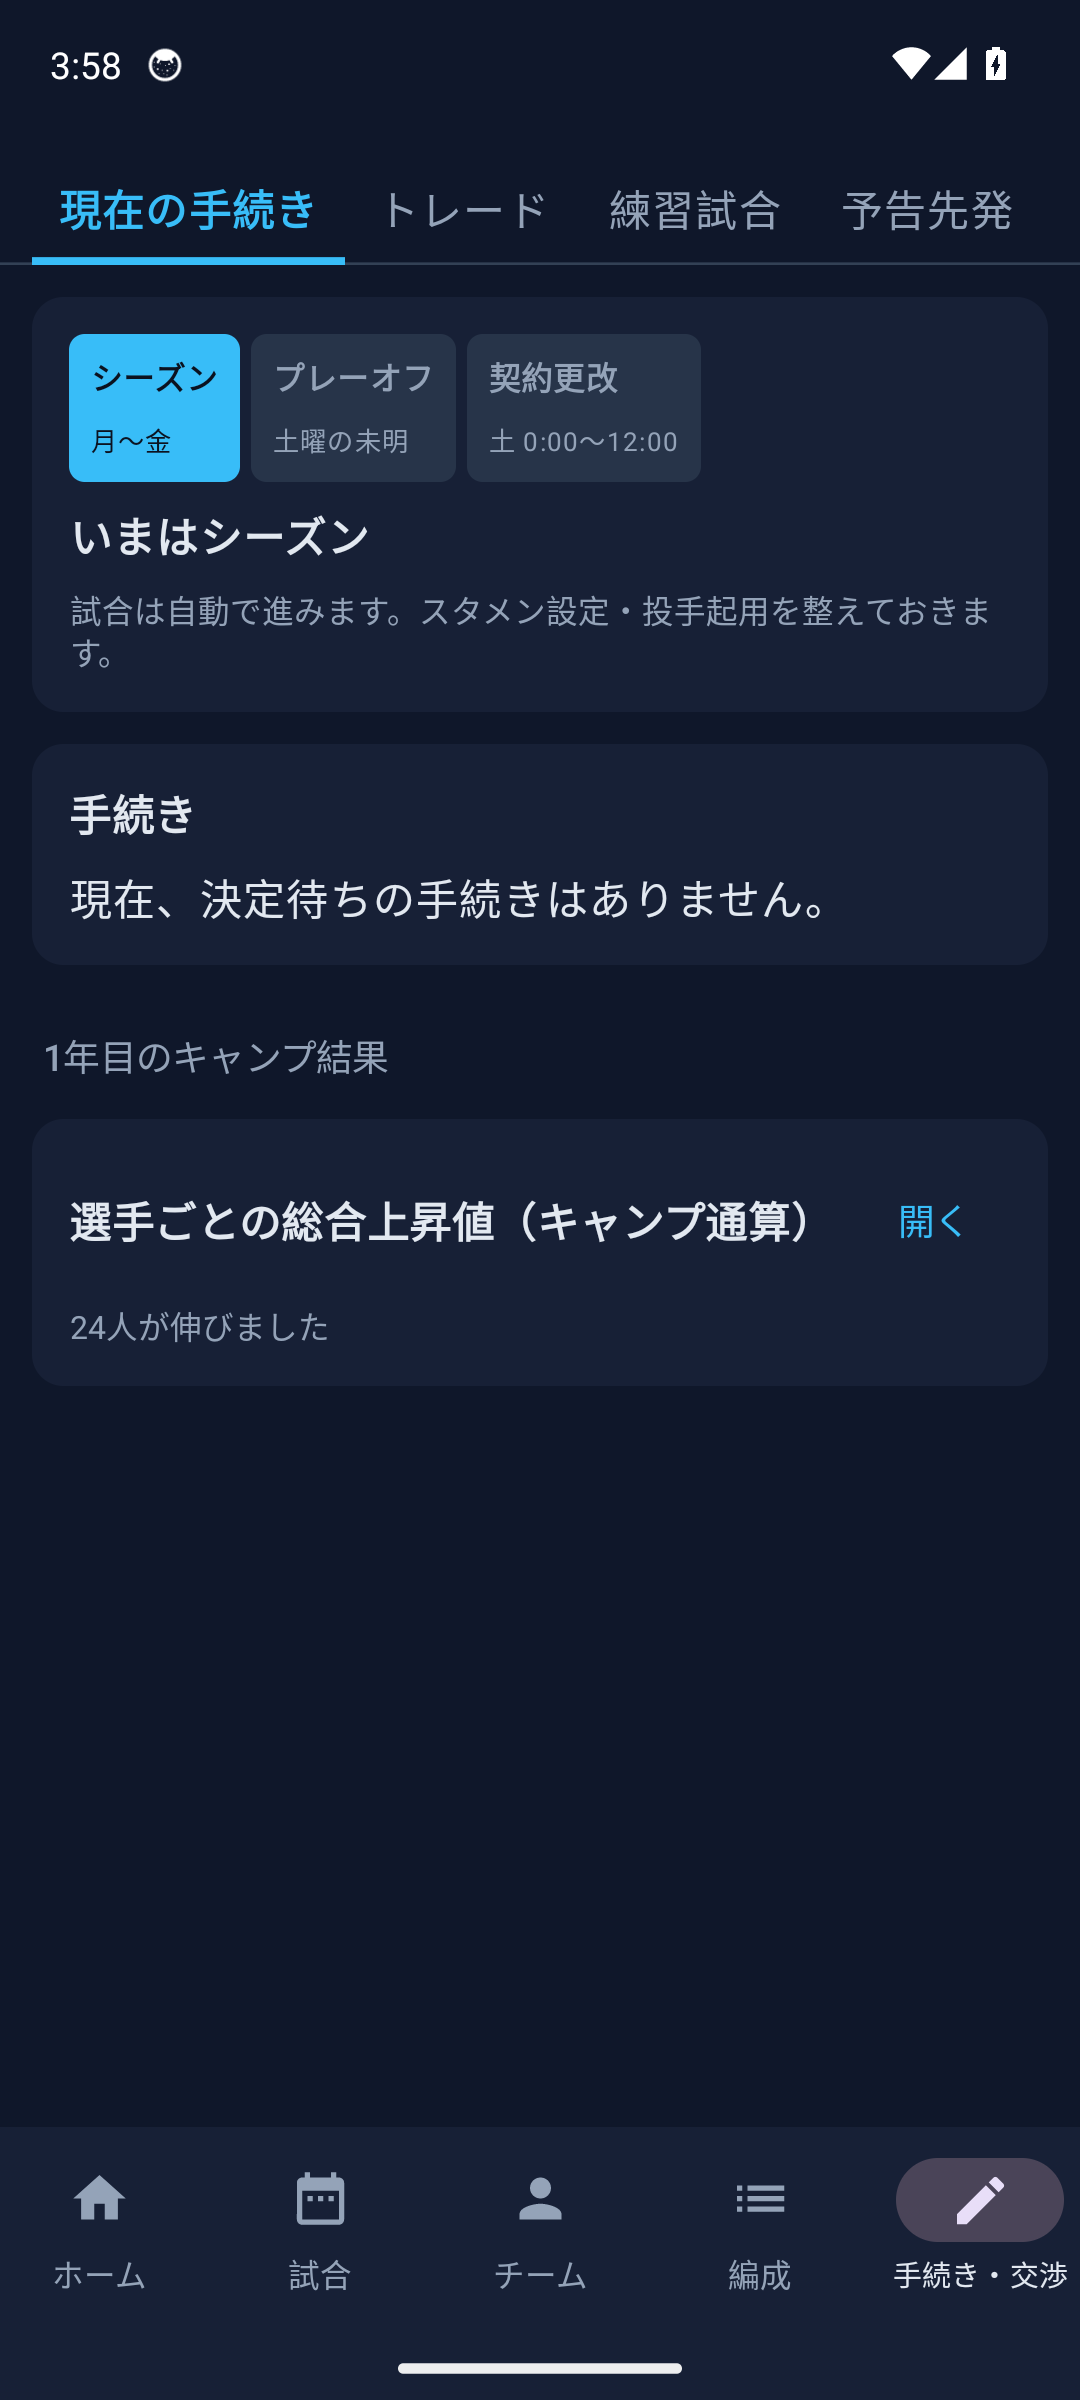 3:58
現在の手続き
トレード
練習試合
予告先発
シーズン
月〜金
プレーオフ
土曜の未明
契約更改
土 0:00〜12:00
いまはシーズン
試合は自動で進みます。スタメン設定・投手起用を整えておきま
す。
手続き
現在、決定待ちの手続きはありません。
1年目のキャンプ結果
選手ごとの総合上昇値（キャンプ通算）
開く
24人が伸びました
ホーム
試合
チーム
編成
手続き・交渉